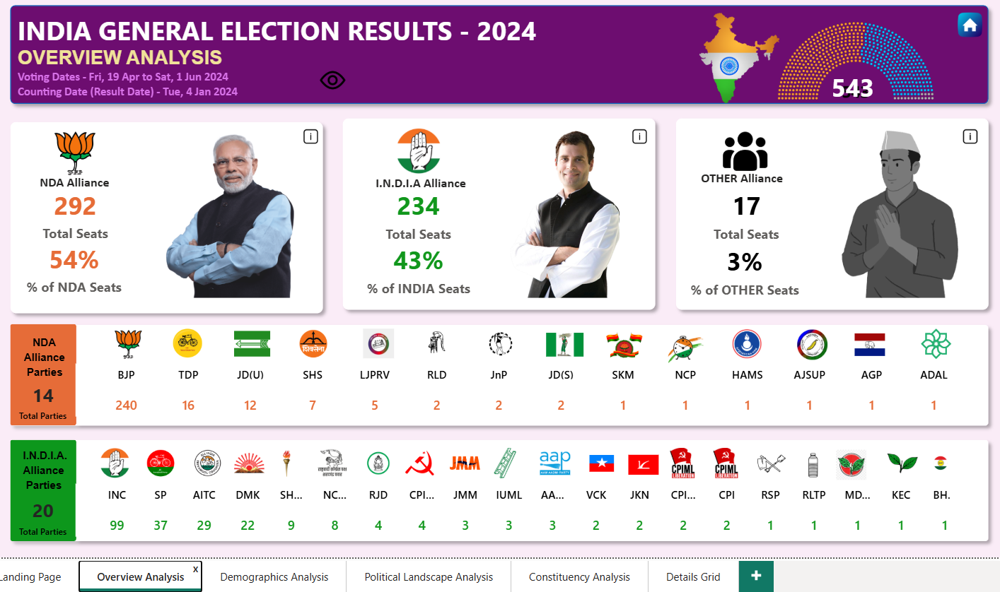 INDIA GENERAL ELECTION RESULTS - 2024
OVERVIEW ANALYSIS
Voting Dates - Fri, 19 Apr to Sat, 1 Jun 2024
Counting Date (Result Date) - Tue, 4 Jan 2024
543
NDA Alliance
292
Total Seats
54%
% of NDA Seats
i
I.N.D.I.A Alliance
234
Total Seats
43%
% of INDIA Seats
i
OTHER Alliance
17
Total Seats
3%
% of OTHER Seats
i
NDA
Alliance
Parties
14
Total Parties
शिवसेना
BJP TDP JD(U) SHS LJPRV RLD JnP JD(S) SKM NCP HAMS AJSUP AGP ADAL
240 16 12 7 5 2 2 2 1 1 1 1 1 1
I.N.D.I.A.
Alliance
Parties
20
Total Parties
JMM
aap
AAM AADMI PARTY
CPIML
LIBERATION
CPIML
LIBERATION
INC SP AITC DMK SH... NC... RJD CPI... JMM IUML AA... VCK JKN CPI... CPI RSP RLTP MD... KEC BH.
99 37 29 22 9 8 4 4 3 3 3 2 2 2 2 1 1 1 1 1
Landing Page
Overview Analysis
x
Demographics Analysis
Political Landscape Analysis
Constituency Analysis
Details Grid
+